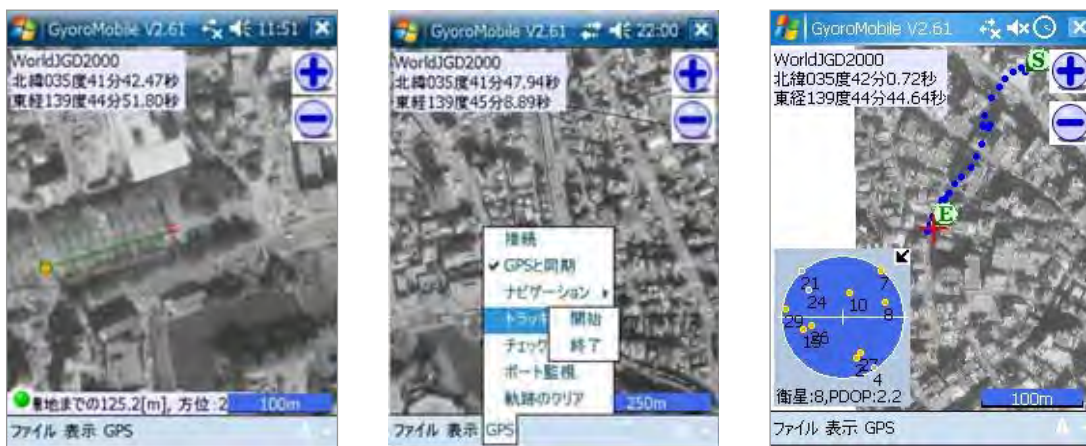 GyoroMobile V2.61 11:51
WorldJGD2000
北緯035度41分42.47秒
東経139度44分51.80秒
地までの125.2[m], 方位:2
100m
ファイル 表示 GPS
GyoroMobile V2.61 22:00
WorldJGD2000
北緯035度41分47.94秒
東経139度45分8.89秒
接続
GPSと同期
ナビゲーション
トラッキ
開始
チェック
終了
ポート監視
軌跡のクリア
250m
ファイル 表示 GPS
GyoroMobile V2.61
WorldJGD2000
北緯035度42分0.72秒
東経139度44分44.64秒
S
E
21
7
24
10
8
29
26
4
衛星:8,PDOP:2.2
100m
ファイル 表示 GPS